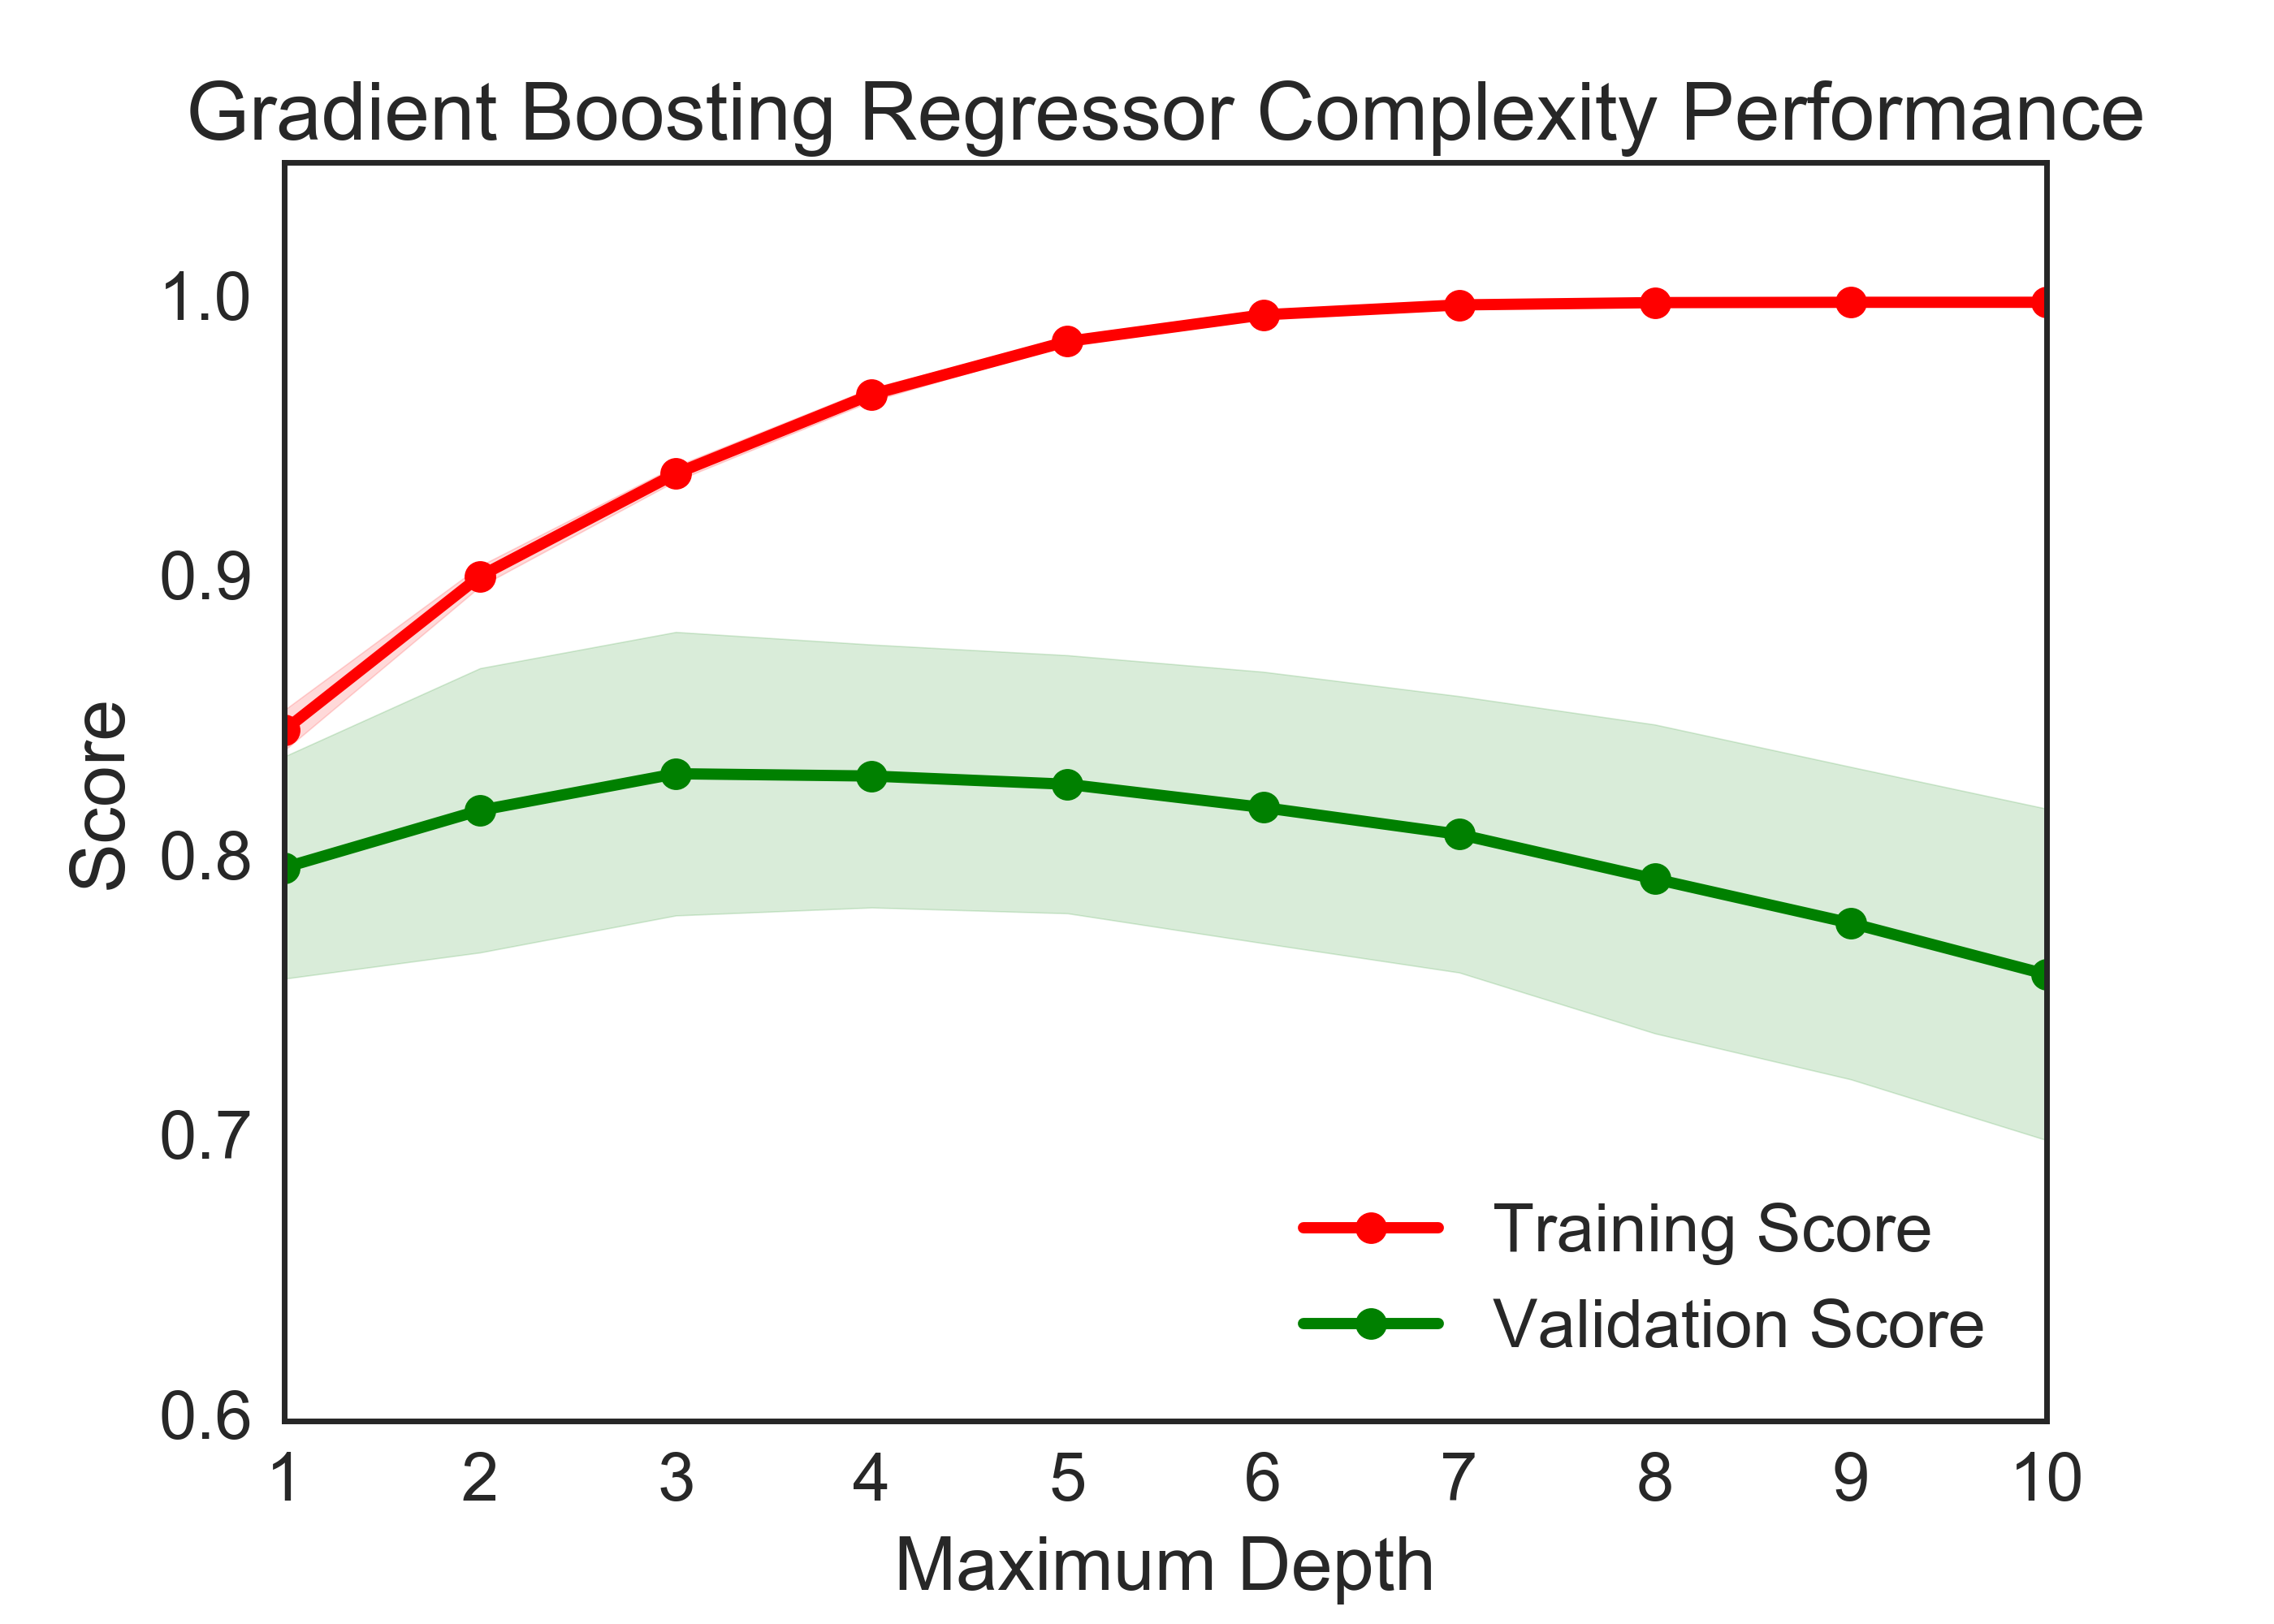 Gradient Boosting Regressor Complexity Performance
1.0
0.9
0.8
0.7
0.6
Score
Training Score
Validation Score
1 2 3 4 5 6 7 8 9 10
Maximum Depth